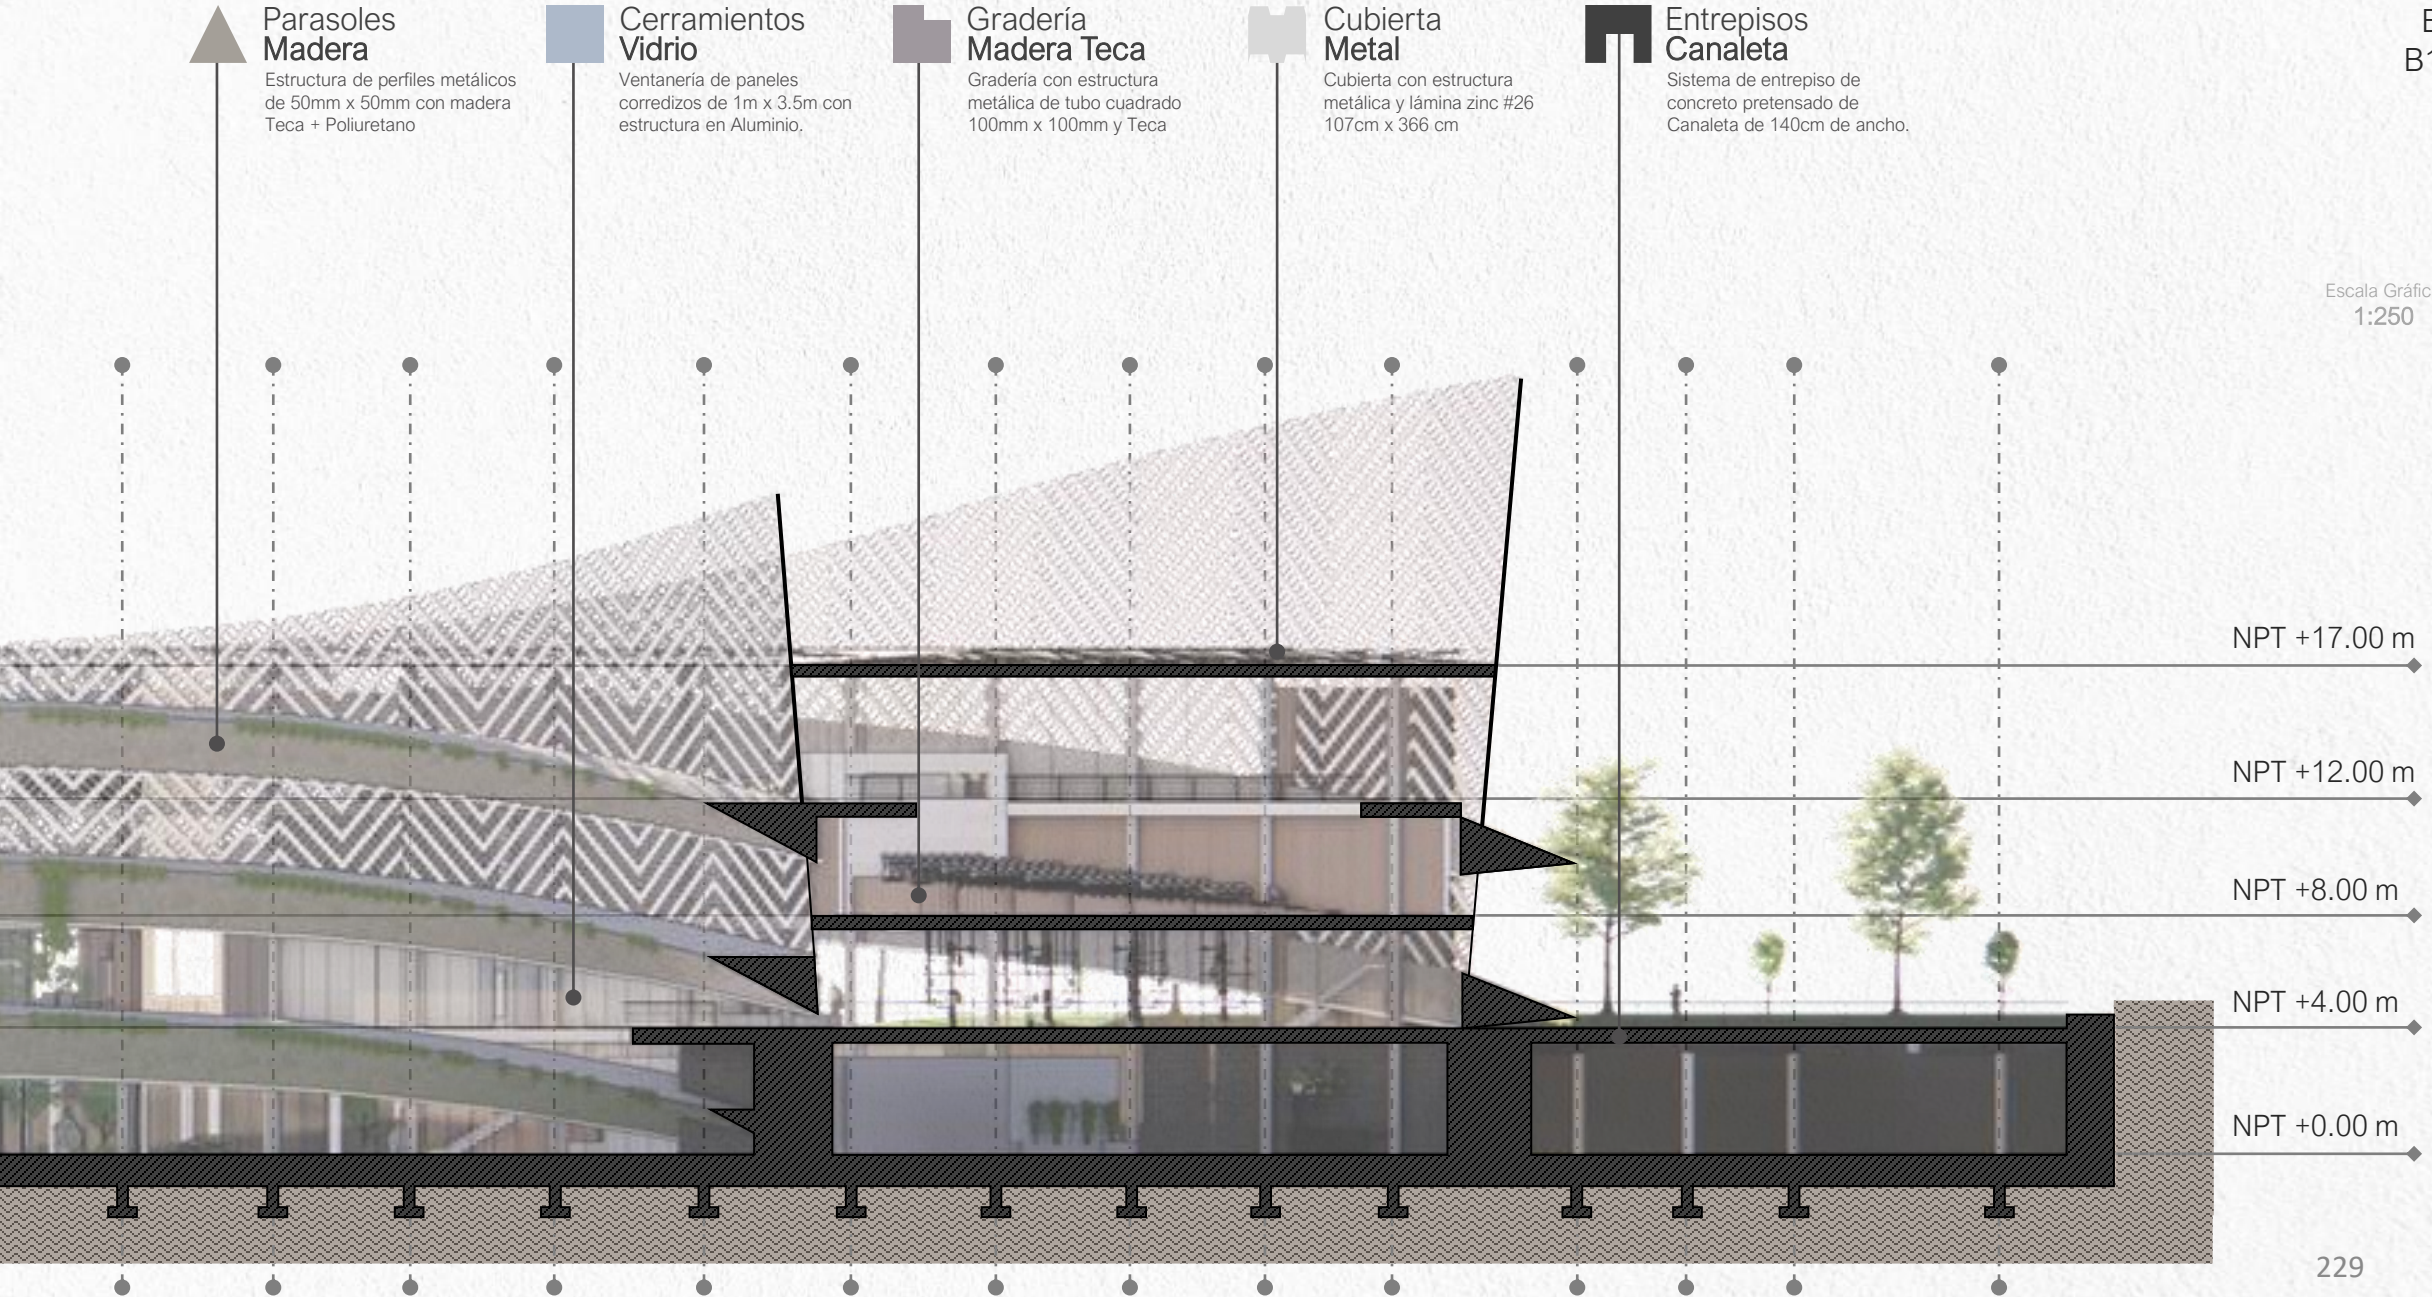 Parasoles
Madera
Estructura de perfiles metálicos
de 50mm x 50mm con madera
Teca + Poliuretano
Cerramientos
Vidrio
Ventanería de paneles
corredizos de 1m x 3.5m con
estructura en Aluminio.
Gradería
Madera Teca
Gradería con estructura
metálica de tubo cuadrado
100mm x 100mm y Teca
Cubierta
Metal
Cubierta con estructura
metálica y lámina zinc #26
107cm x 366 cm
Entrepisos
Canaleta
Sistema de entrepiso de
concreto pretensado de
Canaleta de 140cm de ancho.
Escala Gráfic
1:250
NPT +17.00 m
NPT +12.00 m
NPT +8.00 m
NPT +4.00 m
NPT +0.00 m
229